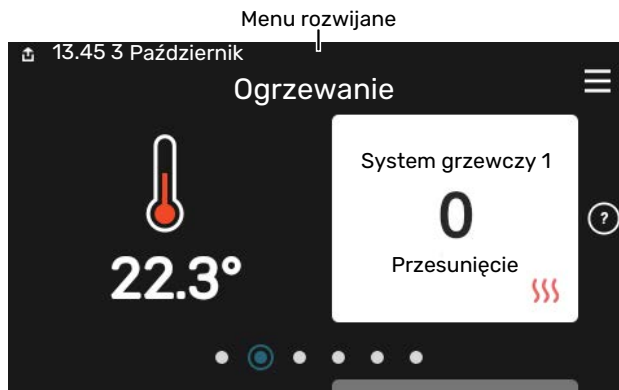 Menu rozwijane
13.45 3 Październik
Ogrzewanie
System grzewczy 1
0
Przesunięcie
22.3°
?